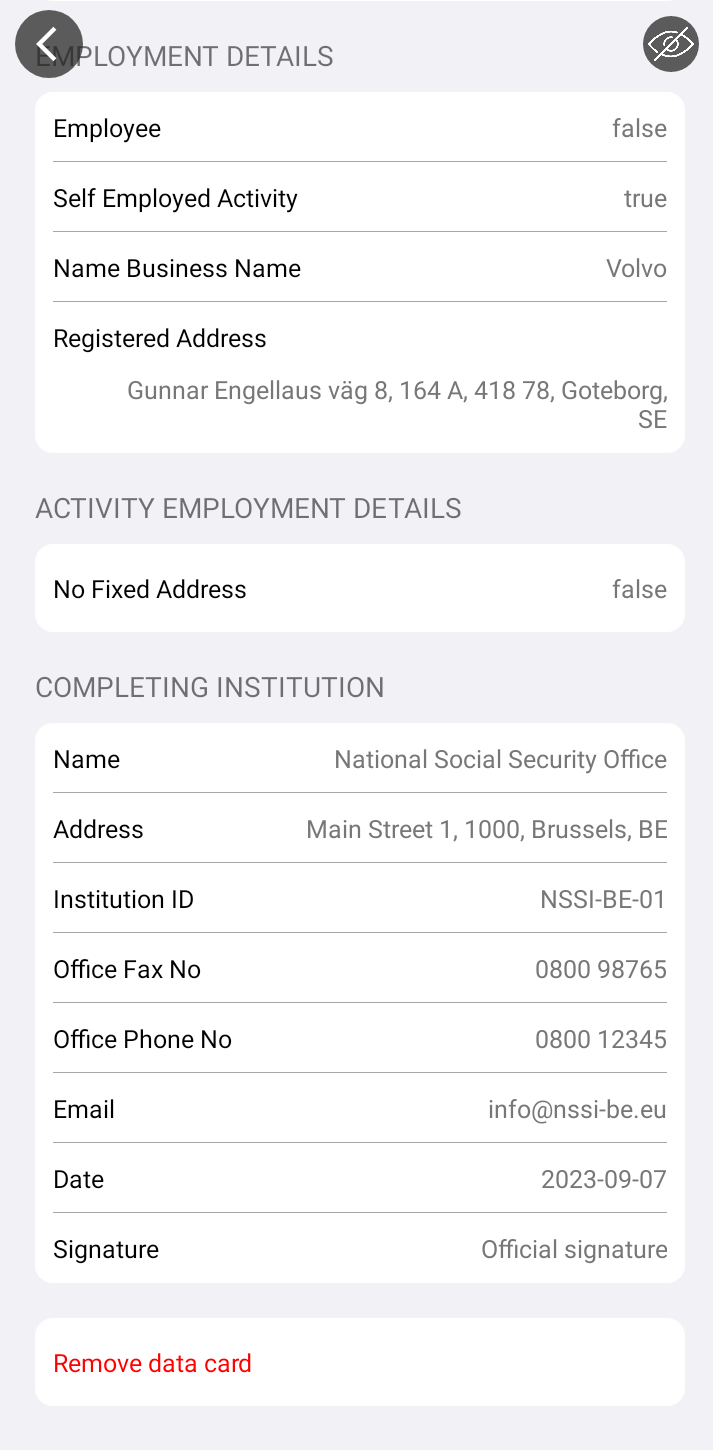 EMPLOYMENT DETAILS
Employee false
Self Employed Activity true
Name Business Name Volvo
Registered Address
Gunnar Engellaus väg 8, 164 A, 418 78, Goteborg,
SE
ACTIVITY EMPLOYMENT DETAILS
No Fixed Address false
COMPLETING INSTITUTION
Name National Social Security Office
Address Main Street 1, 1000, Brussels, BE
Institution ID NSSI-BE-01
Office Fax No 0800 98765
Office Phone No 0800 12345
Email info@nssi-be.eu
Date 2023-09-07
Signature Official signature
Remove data card